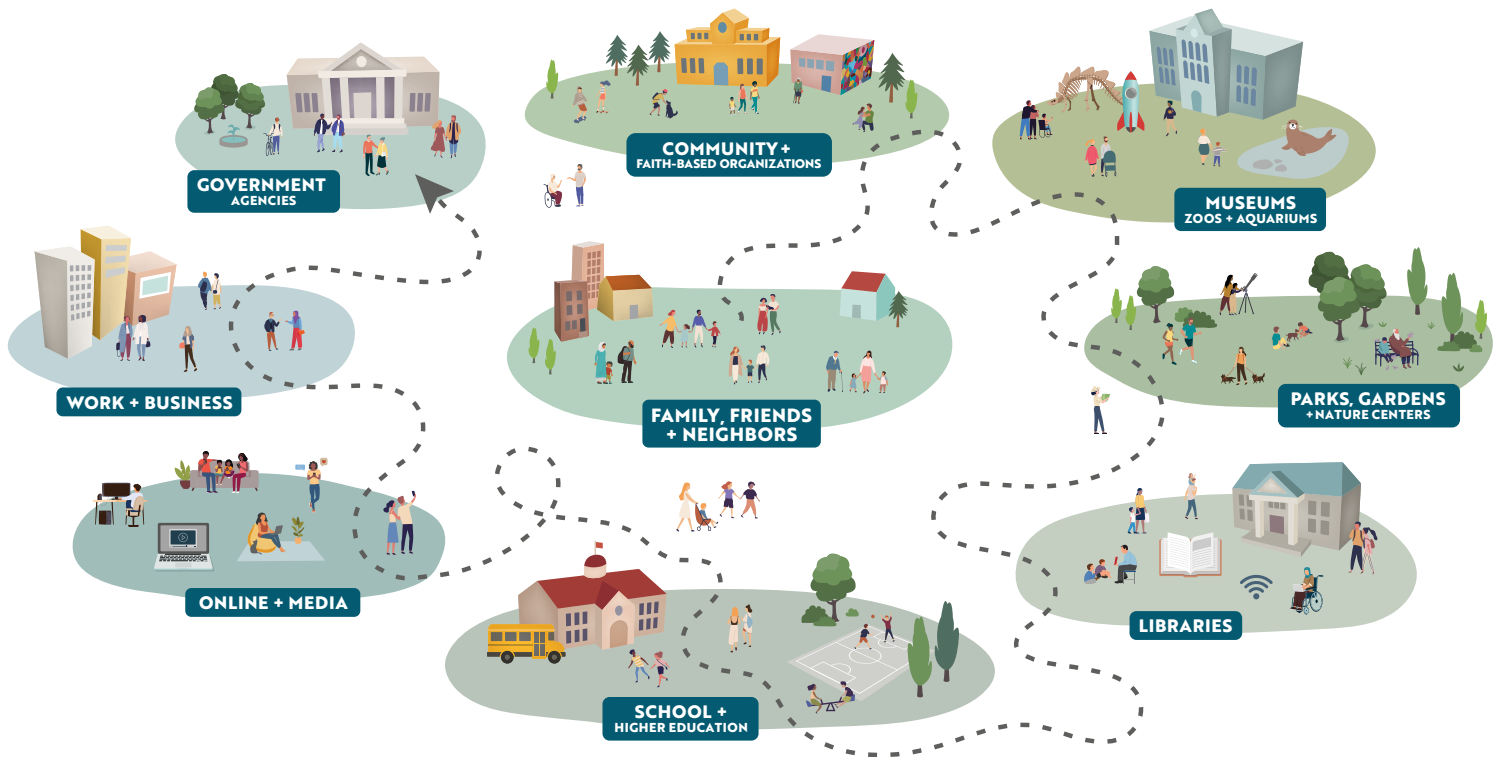 COMMUNITY +
FAITH-BASED ORGANIZATIONS
GOVERNMENT
AGENCIES
MUSEUMS
ZOOS + AQUARIUMS
WORK + BUSINESS
FAMILY, FRIENDS
+ NEIGHBORS
PARKS, GARDENS
+ NATURE CENTERS
ONLINE + MEDIA
LIBRARIES
SCHOOL +
HIGHER EDUCATION